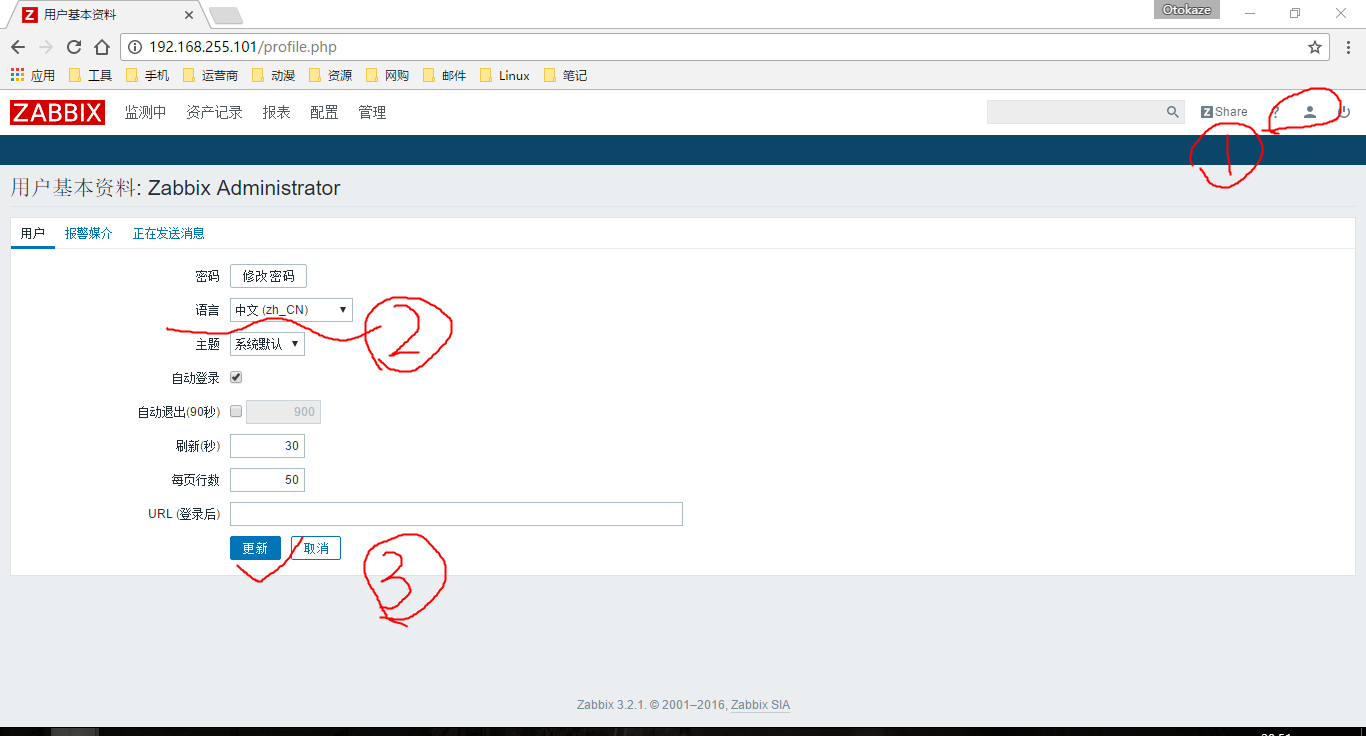 Z 用户基本资料
Otokaze
192.168.255.101/profile.php
应用 工具 手机 运营商 动漫 资源 网购 邮件 Linux 笔记
ZABBIX 监测中 资产记录 报表 配置 管理 Z Share ?
1
用户基本资料: Zabbix Administrator
用户 报警媒介 正在发送消息
密码 修改密码
语言 中文 (zh_CN)
2
主题 系统默认
自动登录
自动退出(90秒) 900
刷新(秒) 30
每页行数 50
URL (登录后)
更新 取消
3
Zabbix 3.2.1. © 2001–2016, Zabbix SIA